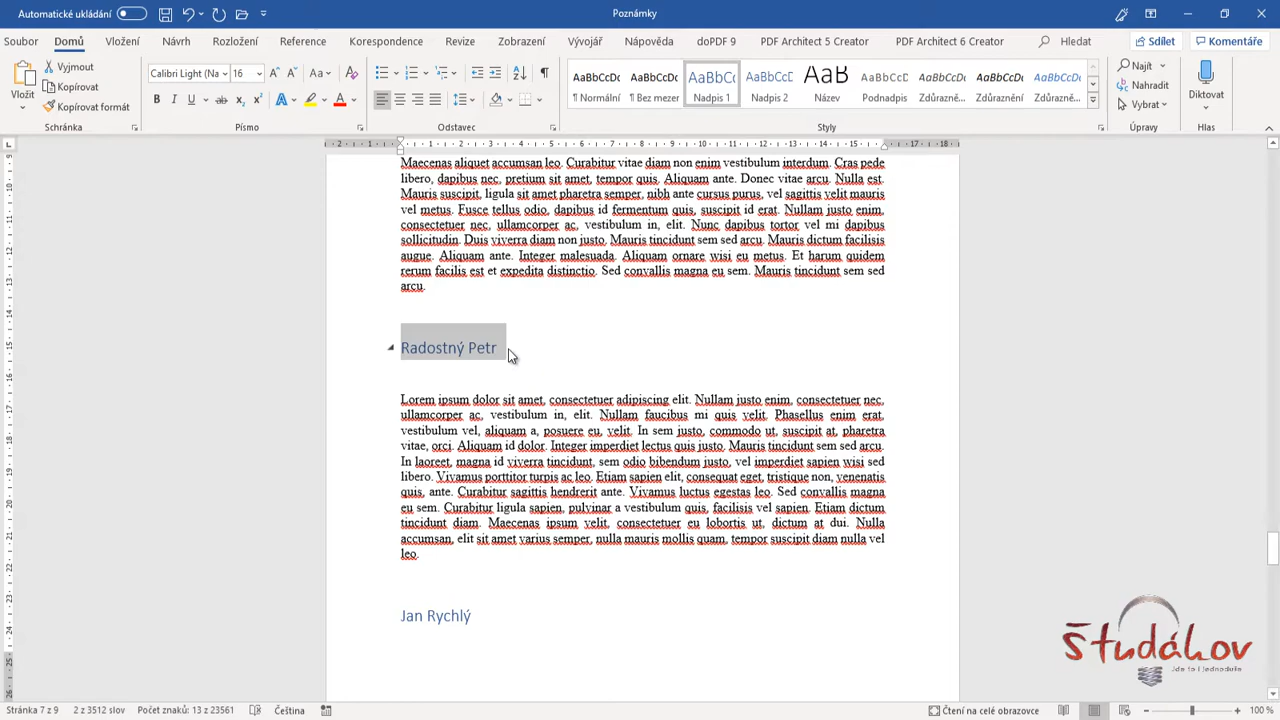 Automatické ukládání
Poznámky
Soubor Domů Vložení Návrh Rozložení Reference Korespondence Revize Zobrazení Vývojář Nápověda doPDF 9 PDF Architect 5 Creator PDF Architect 6 Creator Hledat Sdílet Komentáře
Vložit
Vyjmout
Kopírovat
Kopírovat formát
Schránka
Calibri Light (Na 16
B I U ab x₂ x²
Písmo
Odstavec
AaBbCcDc AaBbCcDc AaBbCc AaBbCcD AaB AaBbCcD AaBbCcDc AaBbCcDc AaBbCcDc
¶ Normální ¶ Bez mezer Nadpis 1 Nadpis 2 Název Podnadpis Zdůrazně... Zdůraznění Zdůrazně...
Styly
Najít
Nahradit
Vybrat
Úpravy
Diktovat
Hlas
Maecenas aliquet accumsan leo. Curabitur vitae diam non enim vestibulum interdum. Cras pede
libero, dapibus nec, pretium sit amet, tempor quis. Aliquam ante. Donec vitae arcu. Nulla est.
Mauris suscipit, ligula sit amet pharetra semper, nibh ante cursus purus, vel sagittis velit mauris
vel metus. Fusce tellus odio, dapibus id fermentum quis, suscipit id erat. Nullam justo enim,
consectetuer nec, ullamcorper ac, vestibulum in, elit. Nunc dapibus tortor vel mi dapibus
sollicitudin. Duis viverra diam non justo. Mauris tincidunt sem sed arcu. Mauris dictum facilisis
augue. Aliquam ante. Integer malesuada. Aliquam ornare wisi eu metus. Et harum quidem
rerum facilis est et expedita distinctio. Sed convallis magna eu sem. Mauris tincidunt sem sed
arcu.
Radostný Petr
Lorem ipsum dolor sit amet, consectetuer adipiscing elit. Nullam justo enim, consectetuer nec,
ullamcorper ac, vestibulum in, elit. Nullam faucibus mi quis velit. Phasellus enim erat,
vestibulum vel, aliquam a, posuere eu, velit. In sem justo, commodo ut, suscipit at, pharetra
vitae, orci. Aliquam id dolor. Integer imperdiet lectus quis justo. Mauris tincidunt sem sed arcu.
In laoreet, magna id viverra tincidunt, sem odio bibendum justo, vel imperdiet sapien wisi sed
libero. Vivamus porttitor turpis ac leo. Etiam sapien elit, consequat eget, tristique non, venenatis
quis, ante. Curabitur sagittis hendrerit ante. Vivamus luctus egestas leo. Sed convallis magna
eu sem. Curabitur ligula sapien, pulvinar a vestibulum quis, facilisis vel sapien. Etiam dictum
tincidunt diam. Maecenas ipsum velit, consectetuer eu lobortis ut, dictum at dui. Nulla
accumsan, elit sit amet varius semper, nulla mauris mollis quam, tempor suscipit diam nulla vel
leo.
Jan Rychlý
Študákov
Jde to i jednoduše
Stránka 7 z 9 2 z 3512 slov Počet znaků: 13 z 23561 Čeština Čtení na celé obrazovce 100 %